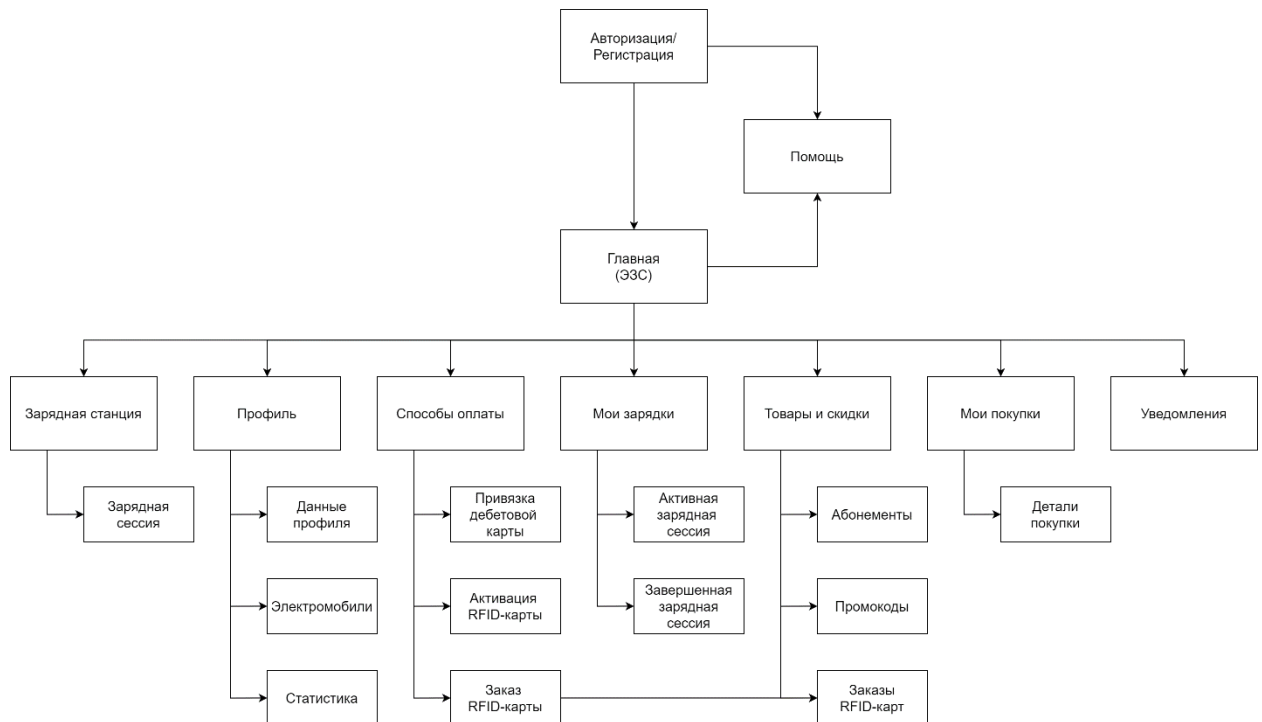 Авторизация/
Регистрация
Помощь
Главная
(ЭЗС)
Зарядная станция
Профиль
Способы оплаты
Мои зарядки
Товары и скидки
Мои покупки
Уведомления
Зарядная
сессия
Данные
профиля
Привязка
дебетовой
карты
Активная
зарядная
сессия
Абонементы
Детали
покупки
Электромобили
Активация
RFID-карты
Завершенная
зарядная
сессия
Промокоды
Статистика
Заказ
RFID-карты
Заказы
RFID-карт